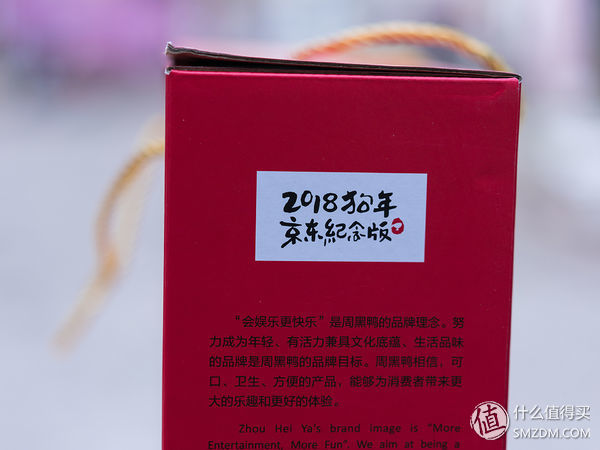 2018狗年
京东紀念版
“会娱乐更快乐”是周黑鸭的品牌理念。努
力成为年轻、有活力兼具文化底蕴、生活品味
的品牌是周黑鸭的品牌目标。周黑鸭相信，可
口、卫生、方便的产品，能够为消费者带来更
大的乐趣和更好的体验。
Zhou Hei Ya's brand image is "More
Entertainment, More Fun". We aim at being a
值 什么值得买
SMZDM.COM